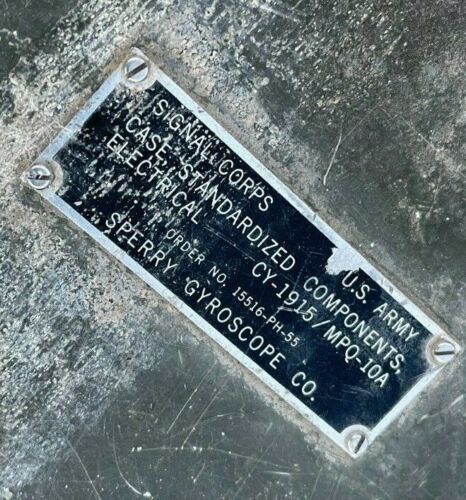 SIGNAL CORPS U.S. ARMY
CASE, STANDARDIZED COMPONENTS,
ELECTRICAL CY-1915/MPQ-10A
ORDER NO. 15516-PH-55
SPERRY GYROSCOPE CO.